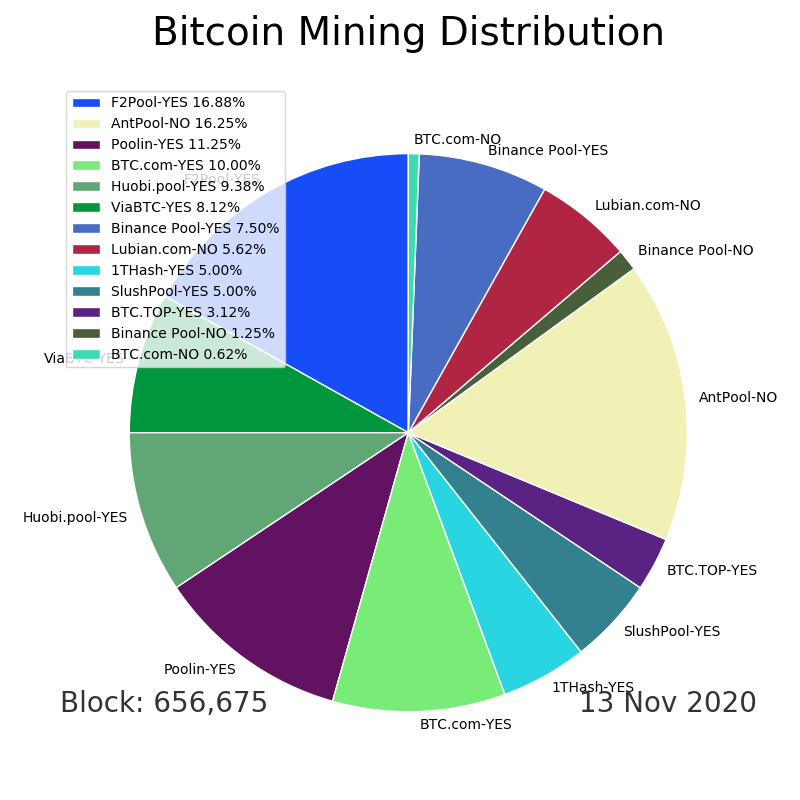 Bitcoin Mining Distribution
F2Pool-YES 16.88%
AntPool-NO 16.25%
Poolin-YES 11.25%
BTC.com-YES 10.00%
Huobi.pool-YES 9.38%
ViaBTC-YES 8.12%
Binance Pool-YES 7.50%
Lubian.com-NO 5.62%
1THash-YES 5.00%
SlushPool-YES 5.00%
BTC.TOP-YES 3.12%
Binance Pool-NO 1.25%
BTC.com-NO 0.62%
BTC.com-NO
Binance Pool-YES
Lubian.com-NO
Binance Pool-NO
AntPool-NO
BTC.TOP-YES
SlushPool-YES
1THash-YES
BTC.com-YES
Poolin-YES
Huobi.pool-YES
ViaBTC-YES
F2Pool-YES
Block: 656,675
13 Nov 2020